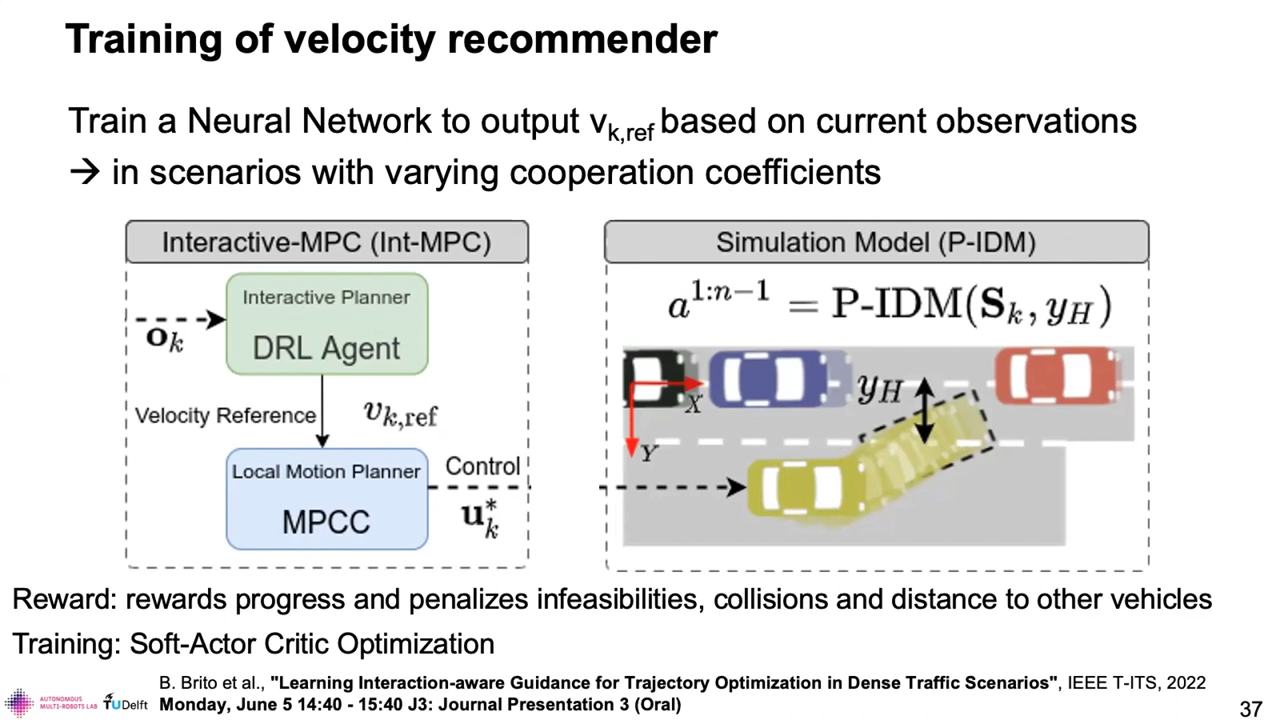 Training of velocity recommender
Train a Neural Network to output v_{k,ref} based on current observations
→ in scenarios with varying cooperation coefficients
Interactive-MPC (Int-MPC)
Interactive Planner
DRL Agent
o_k
Velocity Reference
v_{k,ref}
Local Motion Planner
MPCC
Control
u_k^*
Simulation Model (P-IDM)
a^{1:n−1} = P-IDM(S_k, y_H)
X
Y
y_H
Reward: rewards progress and penalizes infeasibilities, collisions and distance to other vehicles
Training: Soft-Actor Critic Optimization
AUTONOMOUS
MULTI-ROBOTS LAB
TUDelft
B. Brito et al., "Learning Interaction-aware Guidance for Trajectory Optimization in Dense Traffic Scenarios", IEEE T-ITS, 2022
Monday, June 5 14:40 - 15:40 J3: Journal Presentation 3 (Oral)
37